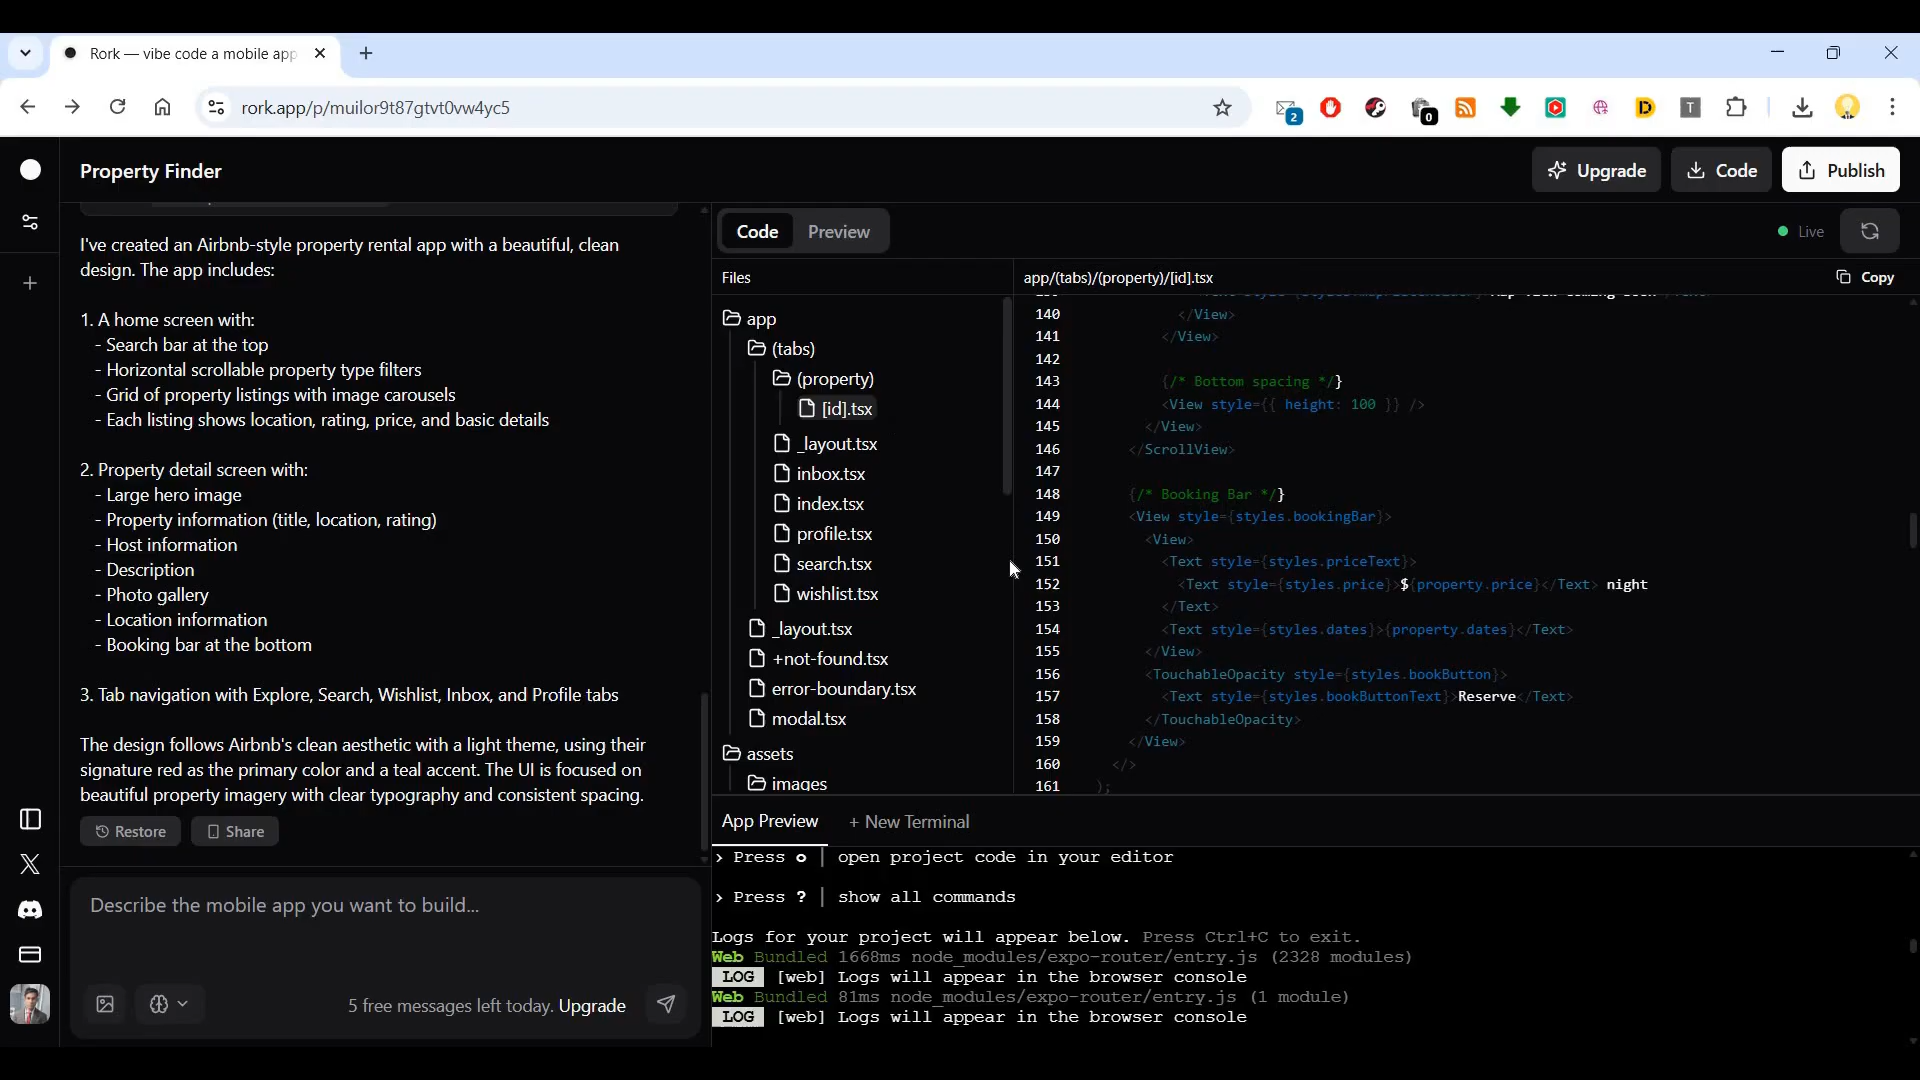 Rork — vibe code a mobile app
rork.app/p/muilor9t87gtvt0vw4yc5
2
0
D
T
Property Finder
Upgrade
Code
Publish
I've created an Airbnb-style property rental app with a beautiful, clean
design. The app includes:
1. A home screen with:
- Search bar at the top
- Horizontal scrollable property type filters
- Grid of property listings with image carousels
- Each listing shows location, rating, price, and basic details
2. Property detail screen with:
- Large hero image
- Property information (title, location, rating)
- Host information
- Description
- Photo gallery
- Location information
- Booking bar at the bottom
3. Tab navigation with Explore, Search, Wishlist, Inbox, and Profile tabs
The design follows Airbnb's clean aesthetic with a light theme, using their
signature red as the primary color and a teal accent. The UI is focused on
beautiful property imagery with clear typography and consistent spacing.
Restore
Share
Describe the mobile app you want to build...
5 free messages left today. Upgrade
Code
Preview
Live
Files
app
(tabs)
(property)
[id].tsx
_layout.tsx
inbox.tsx
index.tsx
profile.tsx
search.tsx
wishlist.tsx
_layout.tsx
+not-found.tsx
error-boundary.tsx
modal.tsx
assets
images
app/(tabs)/(property)/[id].tsx
Copy
140 </View>
141 </View>
142
143 {/* Bottom spacing */}
144 <View style={{ height: 100 }} />
145 </View>
146 </ScrollView>
147
148 {/* Booking Bar */}
149 <View style={styles.bookingBar}>
150 <View>
151 <Text style={styles.priceText}>
152 <Text style={styles.price}>${property.price}</Text> night
153 </Text>
154 <Text style={styles.dates}>{property.dates}</Text>
155 </View>
156 <TouchableOpacity style={styles.bookButton}>
157 <Text style={styles.bookButtonText}>Reserve</Text>
158 </TouchableOpacity>
159 </View>
160 </>
161 );
App Preview
+ New Terminal
› Press o │ open project code in your editor
› Press ? │ show all commands
Logs for your project will appear below. Press Ctrl+C to exit.
Web Bundled 1668ms node_modules/expo-router/entry.js (2328 modules)
LOG [web] Logs will appear in the browser console
Web Bundled 81ms node_modules/expo-router/entry.js (1 module)
LOG [web] Logs will appear in the browser console